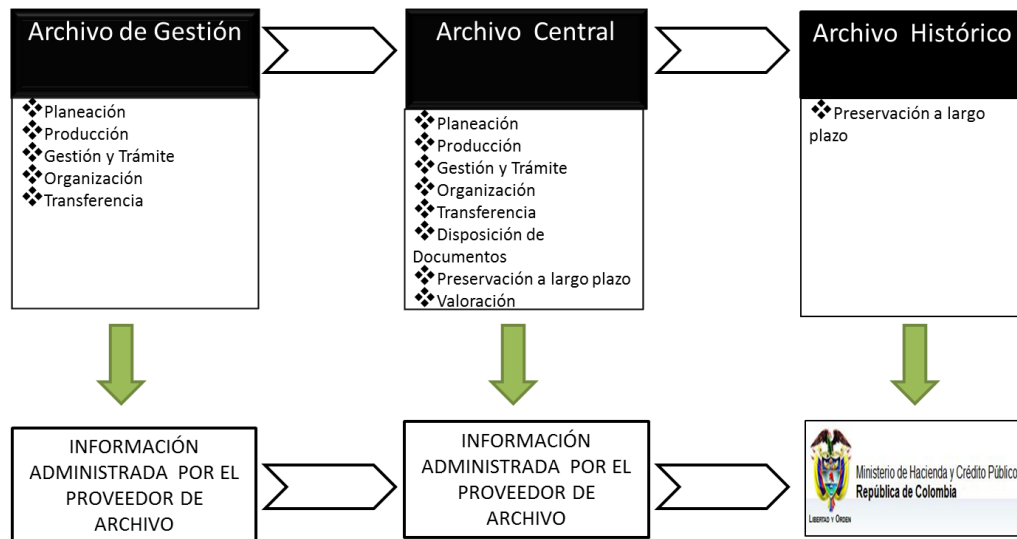 Archivo de Gestión
Planeación
Producción
Gestión y Trámite
Organización
Transferencia
Archivo Central
Planeación
Producción
Gestión y Trámite
Organización
Transferencia
Disposición de
Documentos
Preservación a largo plazo
Valoración
Archivo Histórico
Preservación a largo
plazo
INFORMACIÓN
ADMINISTRADA POR EL
PROVEEDOR DE
ARCHIVO
INFORMACIÓN
ADMINISTRADA POR EL
PROVEEDOR DE
ARCHIVO
Ministerio de Hacienda y Crédito Público
República de Colombia
LIBERTAD Y ORDEN